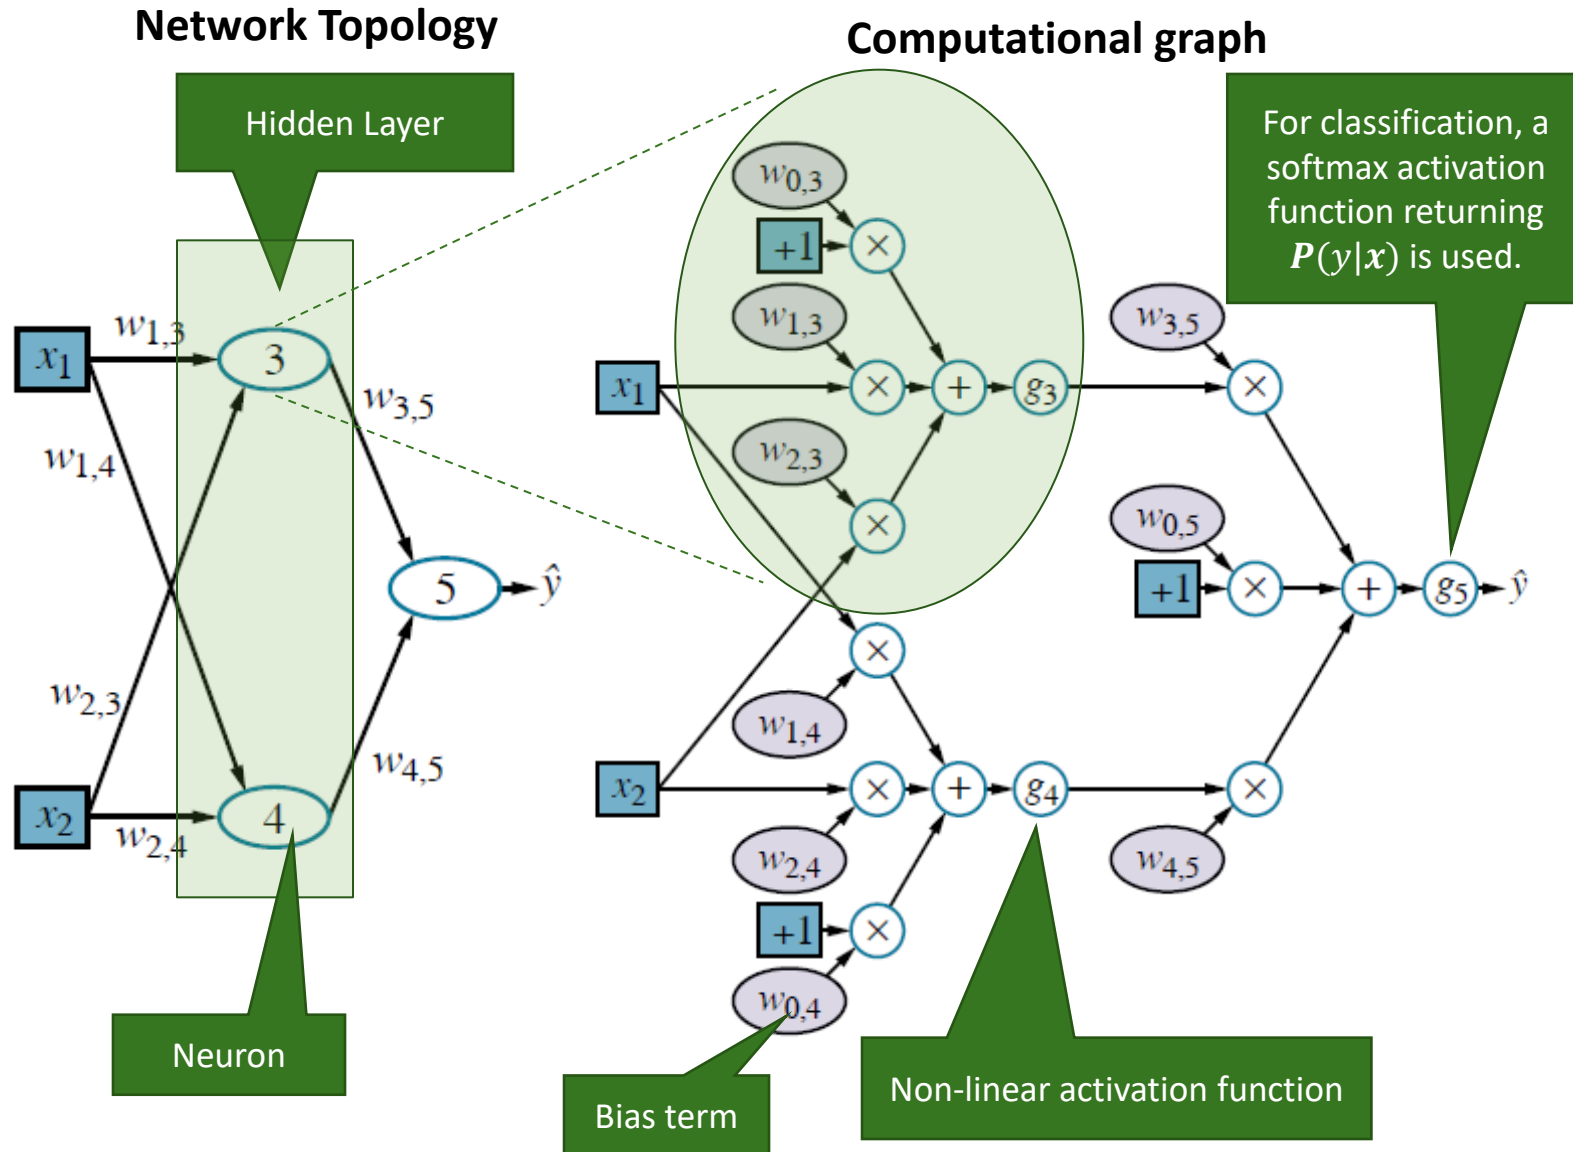 Network Topology
Computational graph
Hidden Layer
For classification, a
softmax activation
function returning
P(y|x) is used.
x1
w1,3
3
w3,5
w1,4
5
ŷ
w2,3
w4,5
x2
w2,4
4
Neuron
w0,3
+1
×
w1,3
x1
×
+
g3
w2,3
×
w3,5
×
w0,5
+1
×
+
g5
ŷ
×
w1,4
x2
×
+
g4
×
w2,4
w4,5
+1
×
w0,4
Bias term
Non-linear activation function